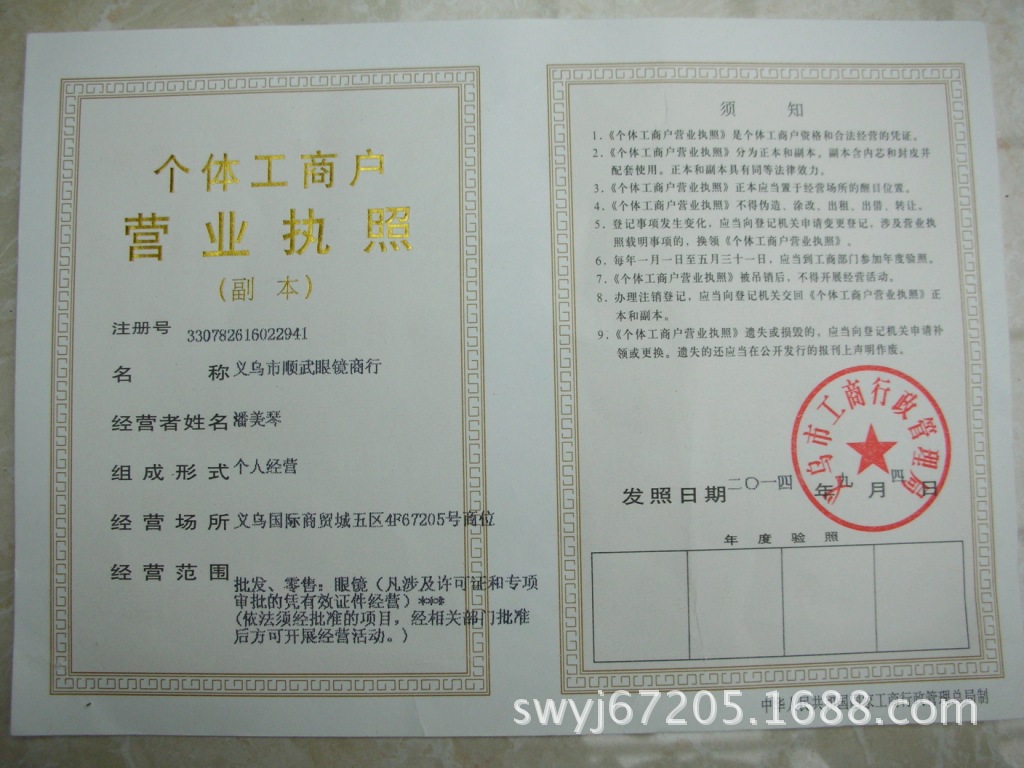 个体工商户
营业执照
（副 本）
注册号 330782616022941
名 称 义乌市顺武眼镜商行
经营者姓名 潘美琴
组成形式 个人经营
经营场所 义乌国际商贸城五区4F67205号商位
经营范围 批发、零售：眼镜（凡涉及许可证和专项
审批的凭有效证件经营）***
（依法须经批准的项目，经相关部门批准
后方可开展经营活动。）
须 知
1．《个体工商户营业执照》是个体工商户资格和合法经营的凭证。
2．《个体工商户营业执照》分为正本和副本。副本含内芯和封皮并
配套使用。正本和副本具有同等法律效力。
3．《个体工商户营业执照》正本应当置于经营场所的醒目位置。
4．《个体工商户营业执照》不得伪造、涂改、出租、出借、转让。
5．登记事项发生变化，应当向登记机关申请变更登记，涉及营业执
照载明事项的，换领《个体工商户营业执照》。
6．每年一月一日至五月三十一日，应当到工商部门参加年度验照。
7．《个体工商户营业执照》被吊销后，不得开展经营活动。
8．办理注销登记，应当向登记机关交回《个体工商户营业执照》正
本和副本。
9．《个体工商户营业执照》遗失或损毁的，应当向登记机关申请补
领或更换。遗失的还应当在公开发行的报刊上声明作废。
义乌市工商行政管理局
发照日期 二〇一四 年 九 月 四 日
年 度 验 照
中华人民共和国国家工商行政管理总局制
swyj67205.1688.com